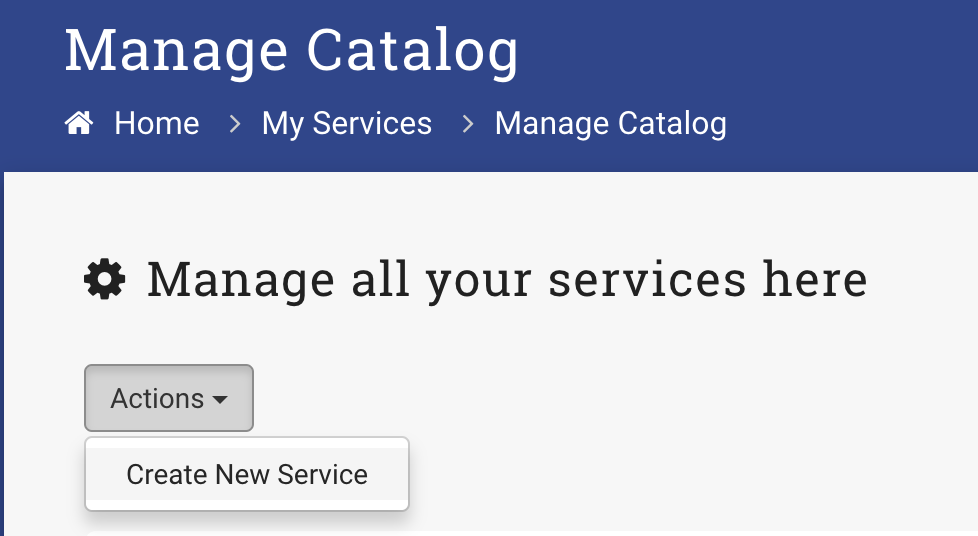 Manage Catalog
Home > My Services > Manage Catalog
Manage all your services here
Actions
Create New Service